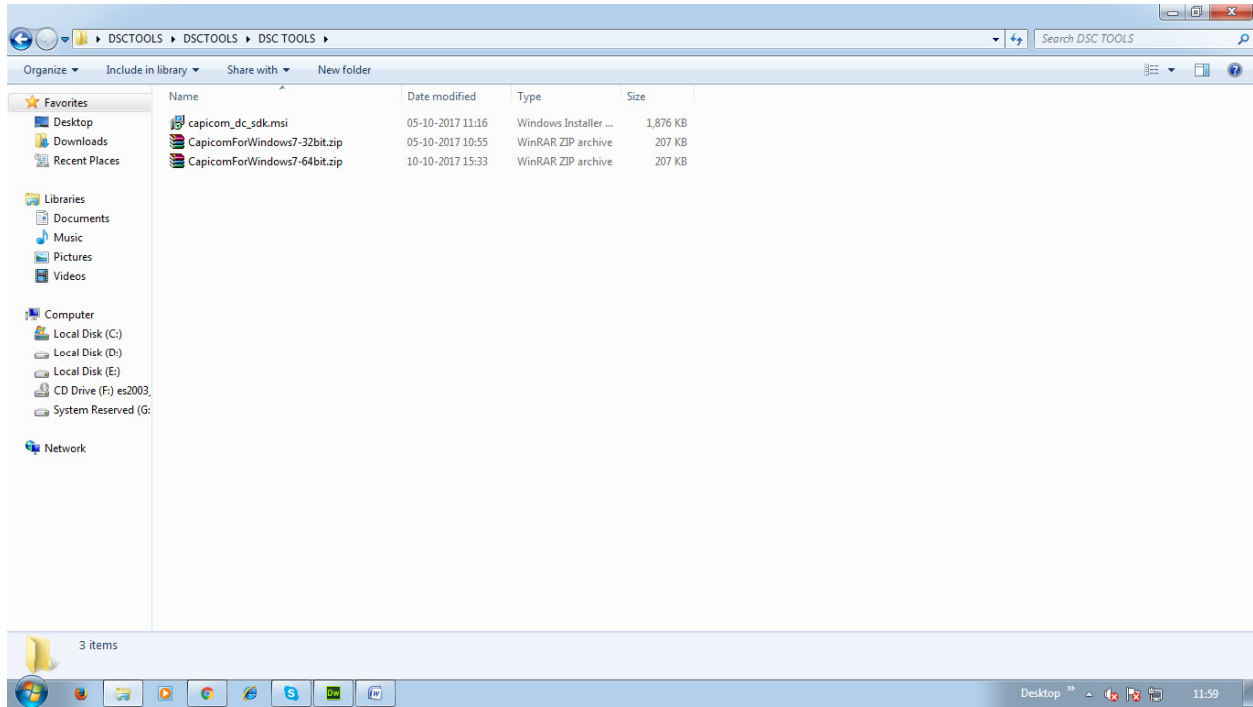 DSCTOOLS ▸ DSCTOOLS ▸ DSC TOOLS ▸ Search DSC TOOLS
Organize Include in library Share with New folder
Name Date modified Type Size
capicom_dc_sdk.msi 05-10-2017 11:16 Windows Installer ... 1,876 KB
CapicomForWindows7-32bit.zip 05-10-2017 10:55 WinRAR ZIP archive 207 KB
CapicomForWindows7-64bit.zip 10-10-2017 15:33 WinRAR ZIP archive 207 KB
Favorites
Desktop
Downloads
Recent Places
Libraries
Documents
Music
Pictures
Videos
Computer
Local Disk (C:)
Local Disk (D:)
Local Disk (E:)
CD Drive (F:) es2003_
System Reserved (G:
Network
3 items
Dw W
Desktop » 11:59